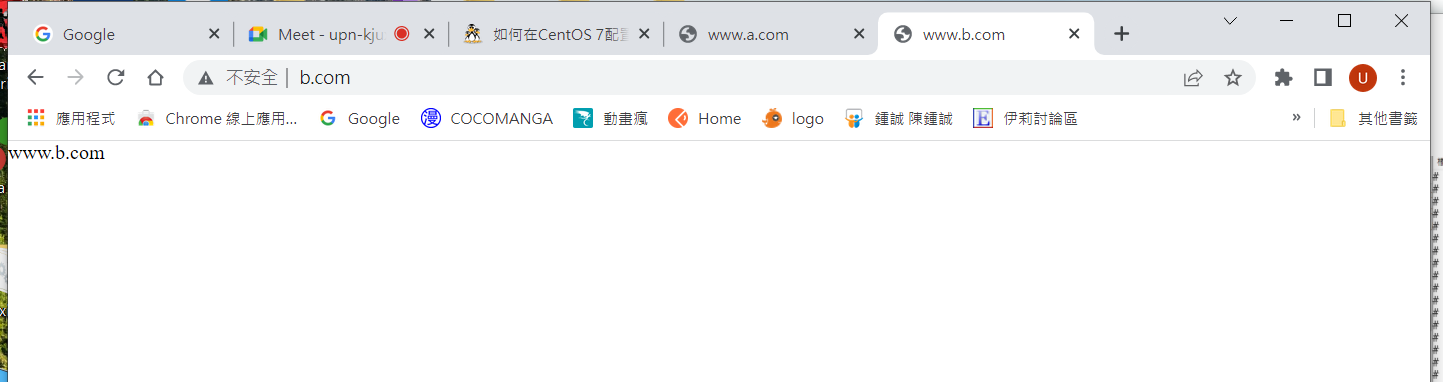 Google
Meet - upn-kju
如何在CentOS 7配置
www.a.com
www.b.com
不安全 | b.com
U
應用程式 Chrome 線上應用... Google COCOMANGA 動畫瘋 Home logo 鍾誠 陳鍾誠 伊莉討論區 » 其他書籤
www.b.com